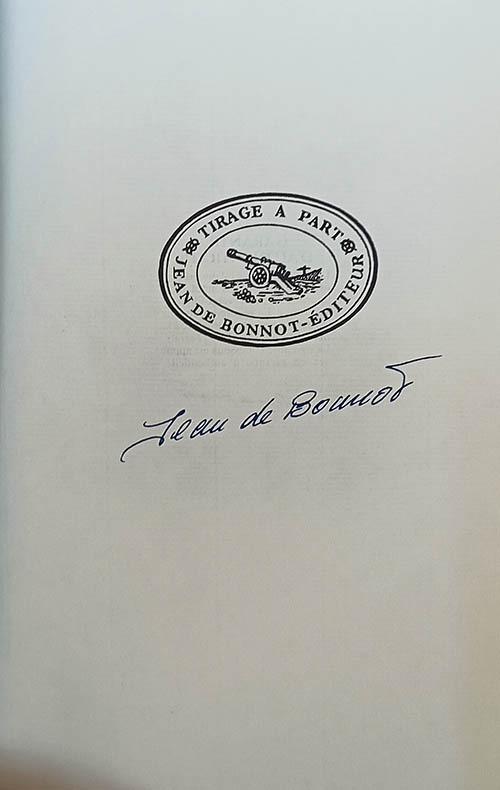 TIRAGE A PART
JEAN DE BONNOT-ÉDITEUR
Jean de Bonnot